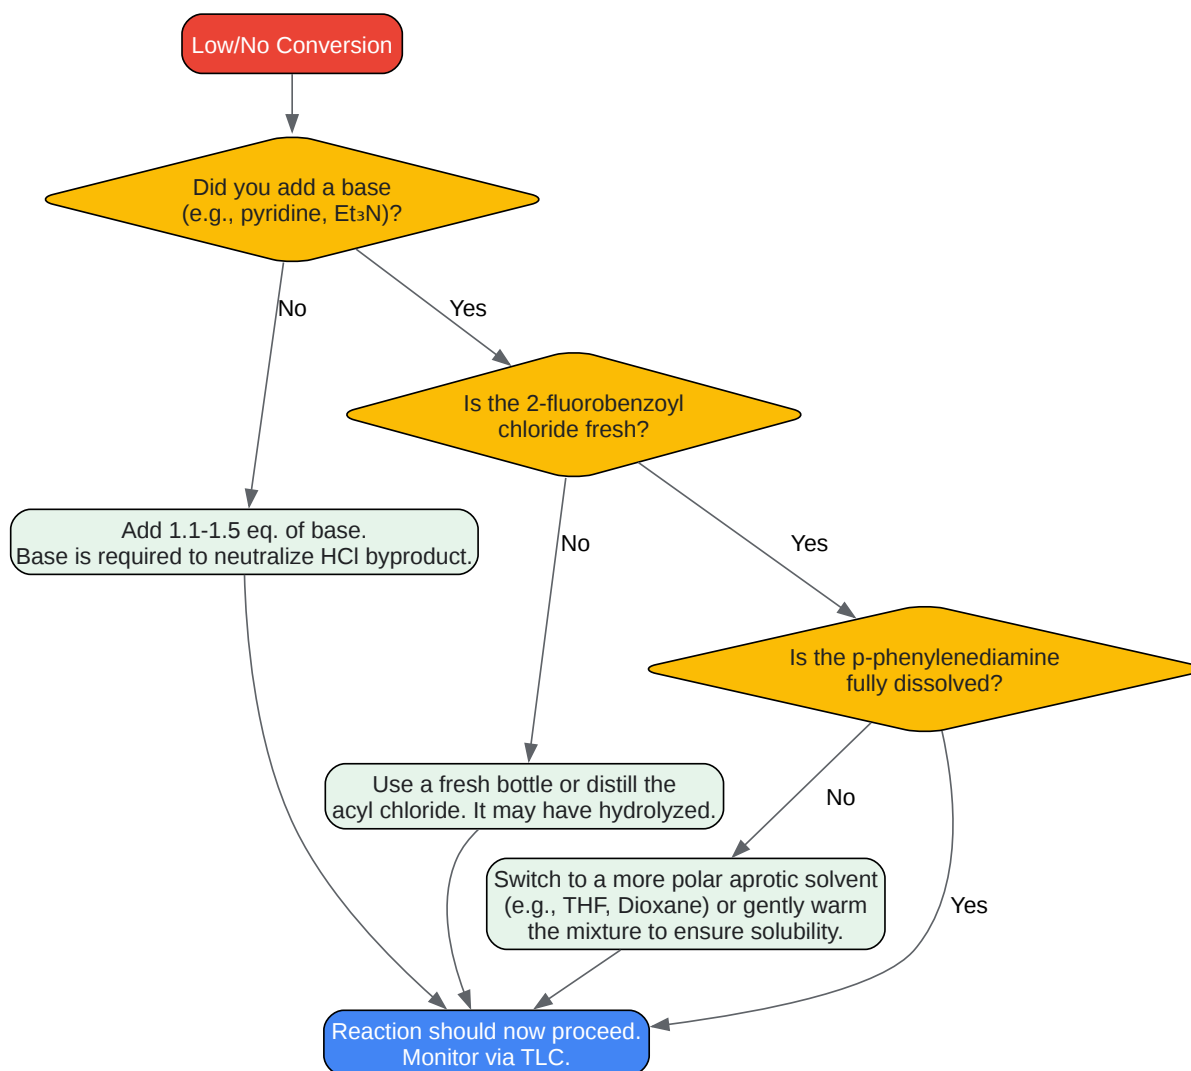 Low/No Conversion
Did you add a base
(e.g., pyridine, Et₃N)?
No
Yes
Is the 2-fluorobenzoyl
chloride fresh?
Add 1.1-1.5 eq. of base.
Base is required to neutralize HCl byproduct.
No
Yes
Is the p-phenylenediamine
fully dissolved?
Use a fresh bottle or distill the
acyl chloride. It may have hydrolyzed.
No
Switch to a more polar aprotic solvent
(e.g., THF, Dioxane) or gently warm
the mixture to ensure solubility.
Yes
Reaction should now proceed.
Monitor via TLC.